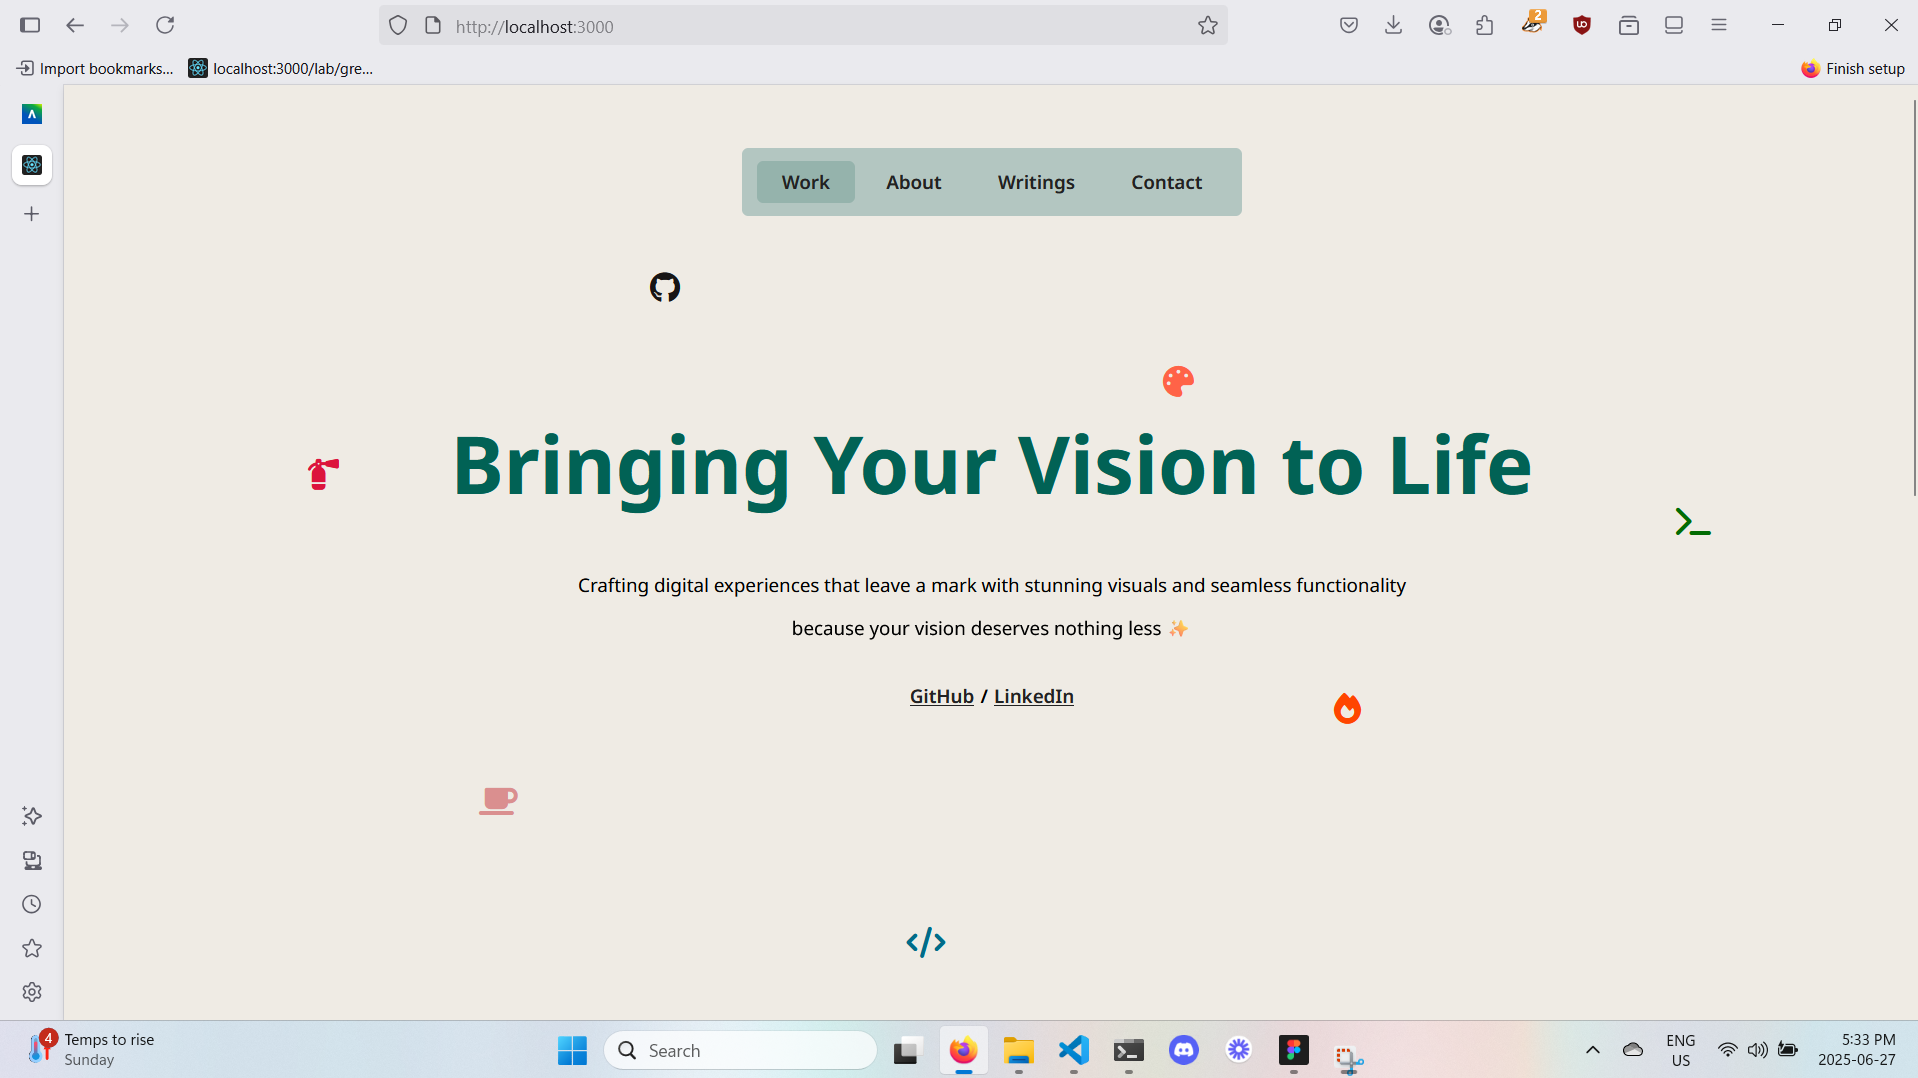 http://localhost:3000
2
Import bookmarks...
localhost:3000/lab/gre...
Finish setup
Work
About
Writings
Contact
Bringing Your Vision to Life
Crafting digital experiences that leave a mark with stunning visuals and seamless functionality
because your vision deserves nothing less ✨
GitHub / LinkedIn
4
Temps to rise
Sunday
Search
ENG
US
5:33 PM
2025-06-27